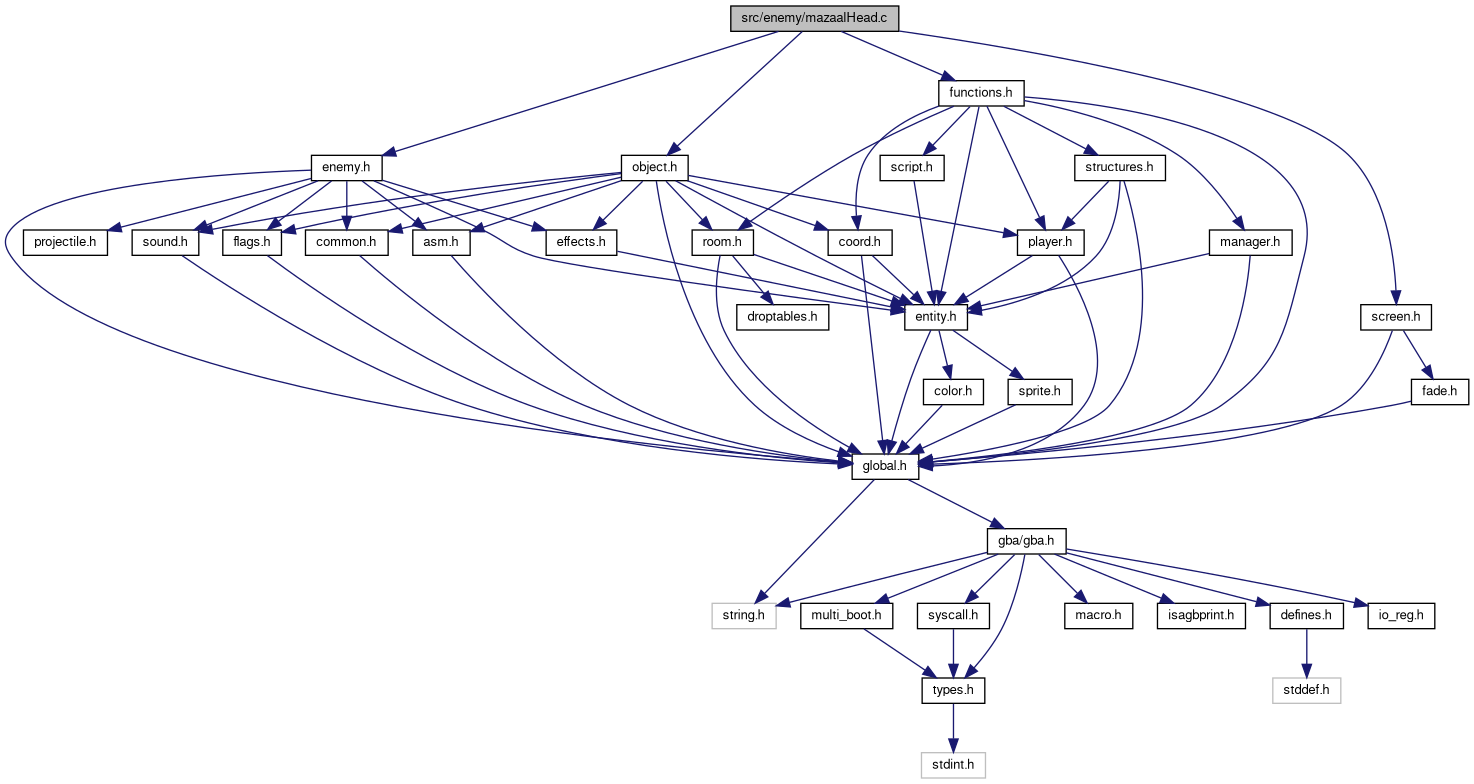 src/enemy/mazaalHead.c
functions.h
enemy.h
object.h
script.h
structures.h
projectile.h
sound.h
flags.h
common.h
asm.h
effects.h
room.h
coord.h
player.h
manager.h
droptables.h
entity.h
screen.h
color.h
sprite.h
fade.h
global.h
gba/gba.h
string.h
multi_boot.h
syscall.h
macro.h
isagbprint.h
defines.h
io_reg.h
types.h
stddef.h
stdint.h